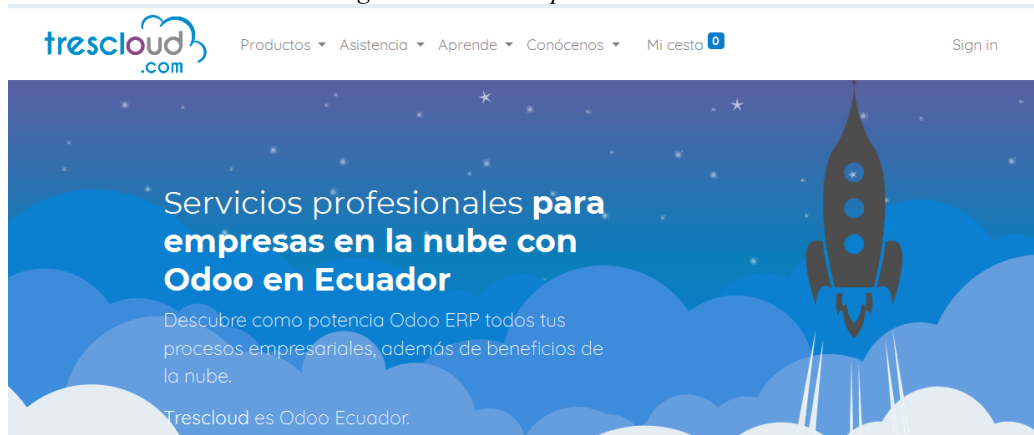 trescloud
.com
Productos Asistencia Aprende Conócenos Mi cesta 0 Sign in
Servicios profesionales para
empresas en la nube con
Odoo en Ecuador
Descubre como potencia Odoo ERP todos tus
procesos empresariales, además de beneficios de
la nube.
Trescloud es Odoo Ecuador.